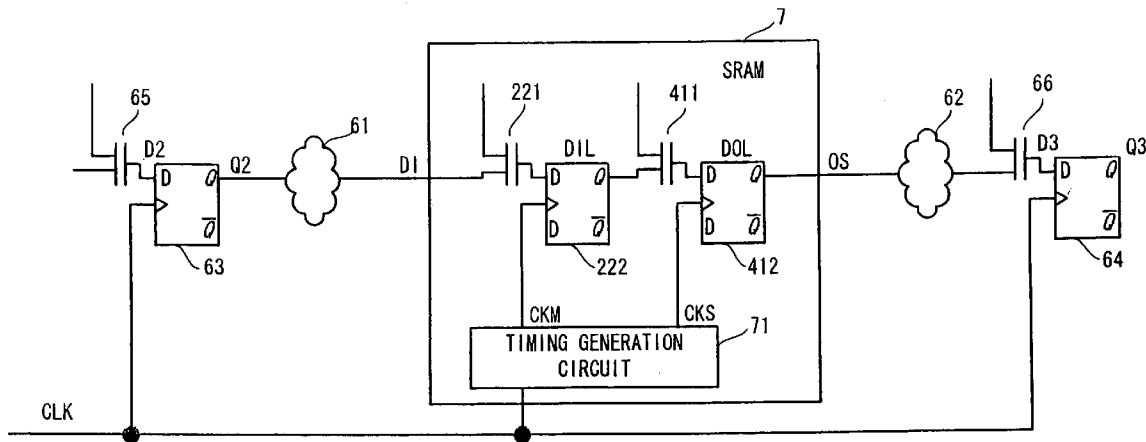 7
SRAM
65
61
221
411
62
66
D2
Q2
DI
DIL
DOL
OS
D3
Q3
D Q
Q̅
63
D Q
D Q̅
222
D Q
D Q̅
412
D Q
Q̅
64
CKM
CKS
71
TIMING GENERATION
CIRCUIT
CLK